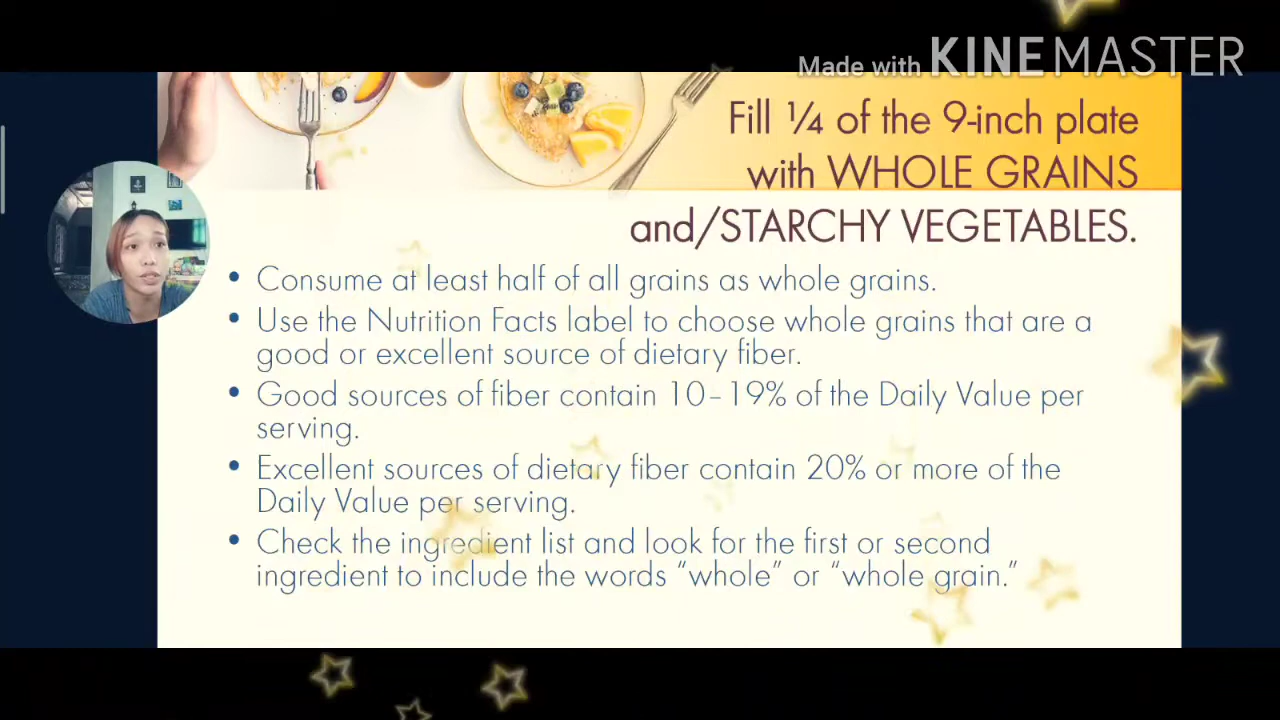 Made with KINEMASTER
Fill ¼ of the 9-inch plate
with WHOLE GRAINS
and/STARCHY VEGETABLES.
• Consume at least half of all grains as whole grains.
• Use the Nutrition Facts label to choose whole grains that are a
good or excellent source of dietary fiber.
• Good sources of fiber contain 10–19% of the Daily Value per
serving.
• Excellent sources of dietary fiber contain 20% or more of the
Daily Value per serving.
• Check the ingredient list and look for the first or second
ingredient to include the words “whole” or “whole grain.”